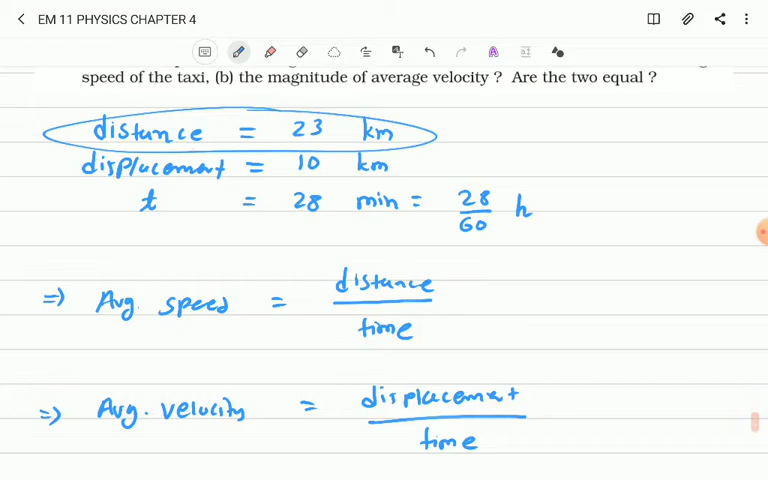 EM 11 PHYSICS CHAPTER 4
speed of the taxi, (b) the magnitude of average velocity ? Are the two equal ?
distance = 23 km
displacement = 10 km
t = 28 min = 28/60 h
=> Avg. speed = distance/time
=> Avg. velocity = displacement/time